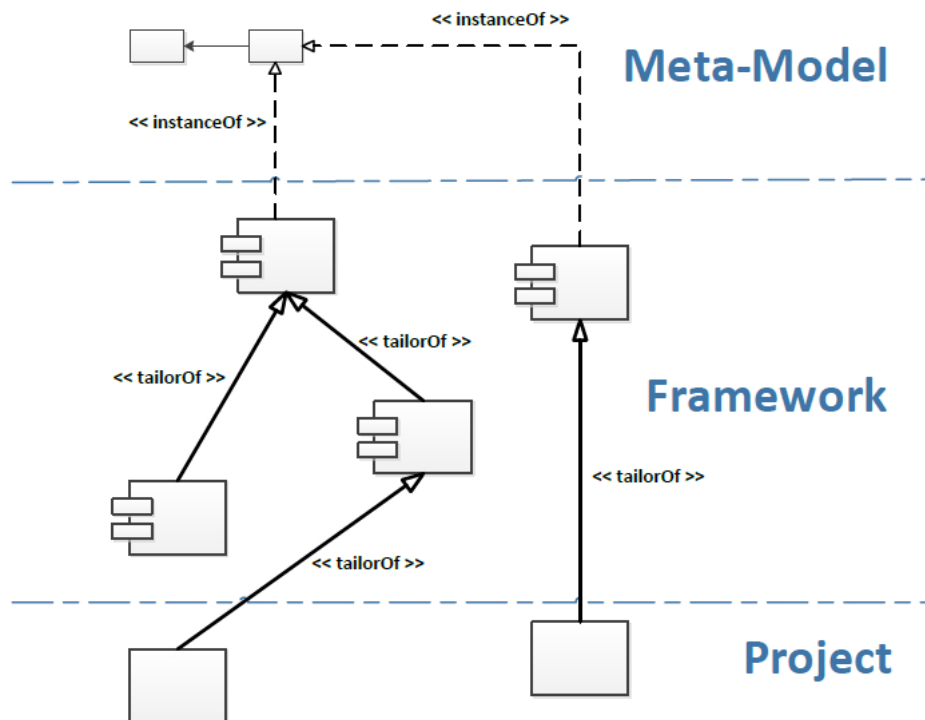 << instanceOf >>
Meta-Model
<< instanceOf >>
<< tailorOf >>
<< tailorOf >>
Framework
<< tailorOf >>
<< tailorOf >>
Project